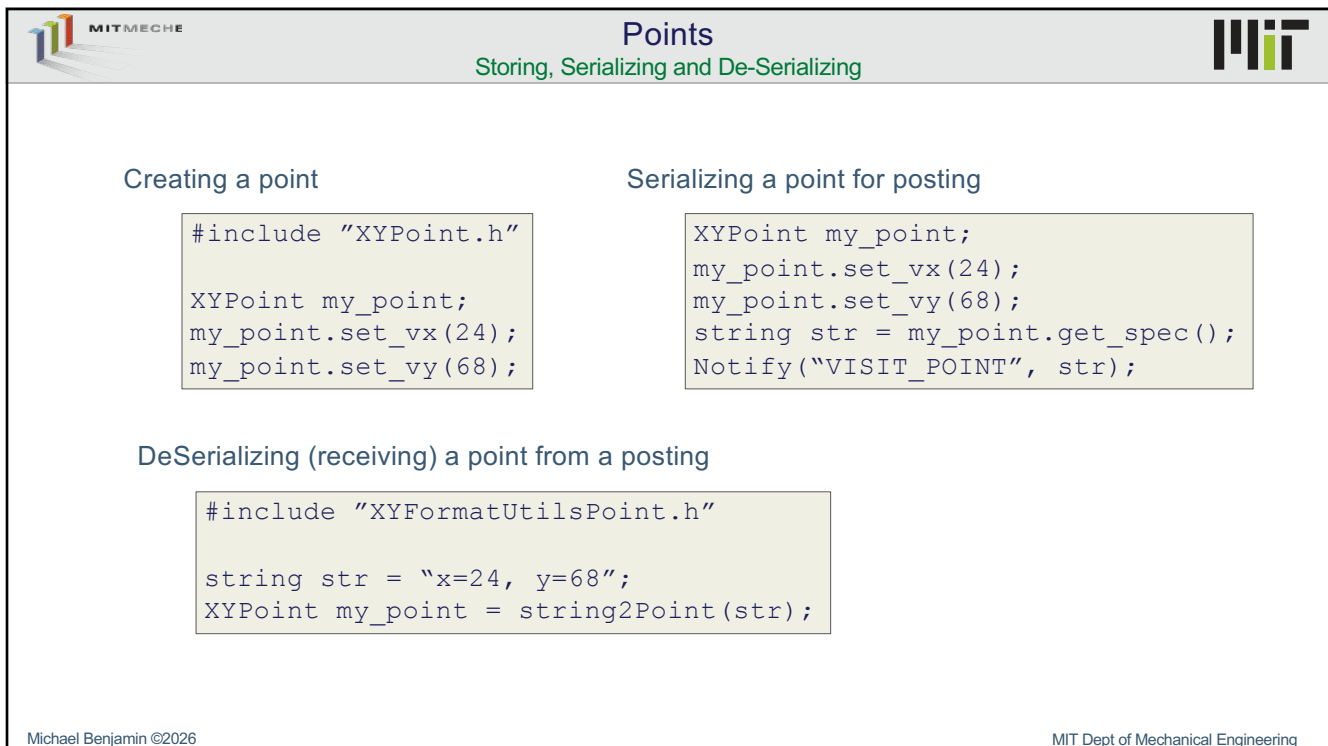 MITMECHE
Points
Storing, Serializing and De-Serializing
MIT
Creating a point
#include ”XYPoint.h”
XYPoint my_point;
my_point.set_vx(24);
my_point.set_vy(68);
Serializing a point for posting
XYPoint my_point;
my_point.set_vx(24);
my_point.set_vy(68);
string str = my_point.get_spec();
Notify(“VISIT_POINT”, str);
DeSerializing (receiving) a point from a posting
#include ”XYFormatUtilsPoint.h”
string str = “x=24, y=68”;
XYPoint my_point = string2Point(str);
Michael Benjamin ©2026
MIT Dept of Mechanical Engineering